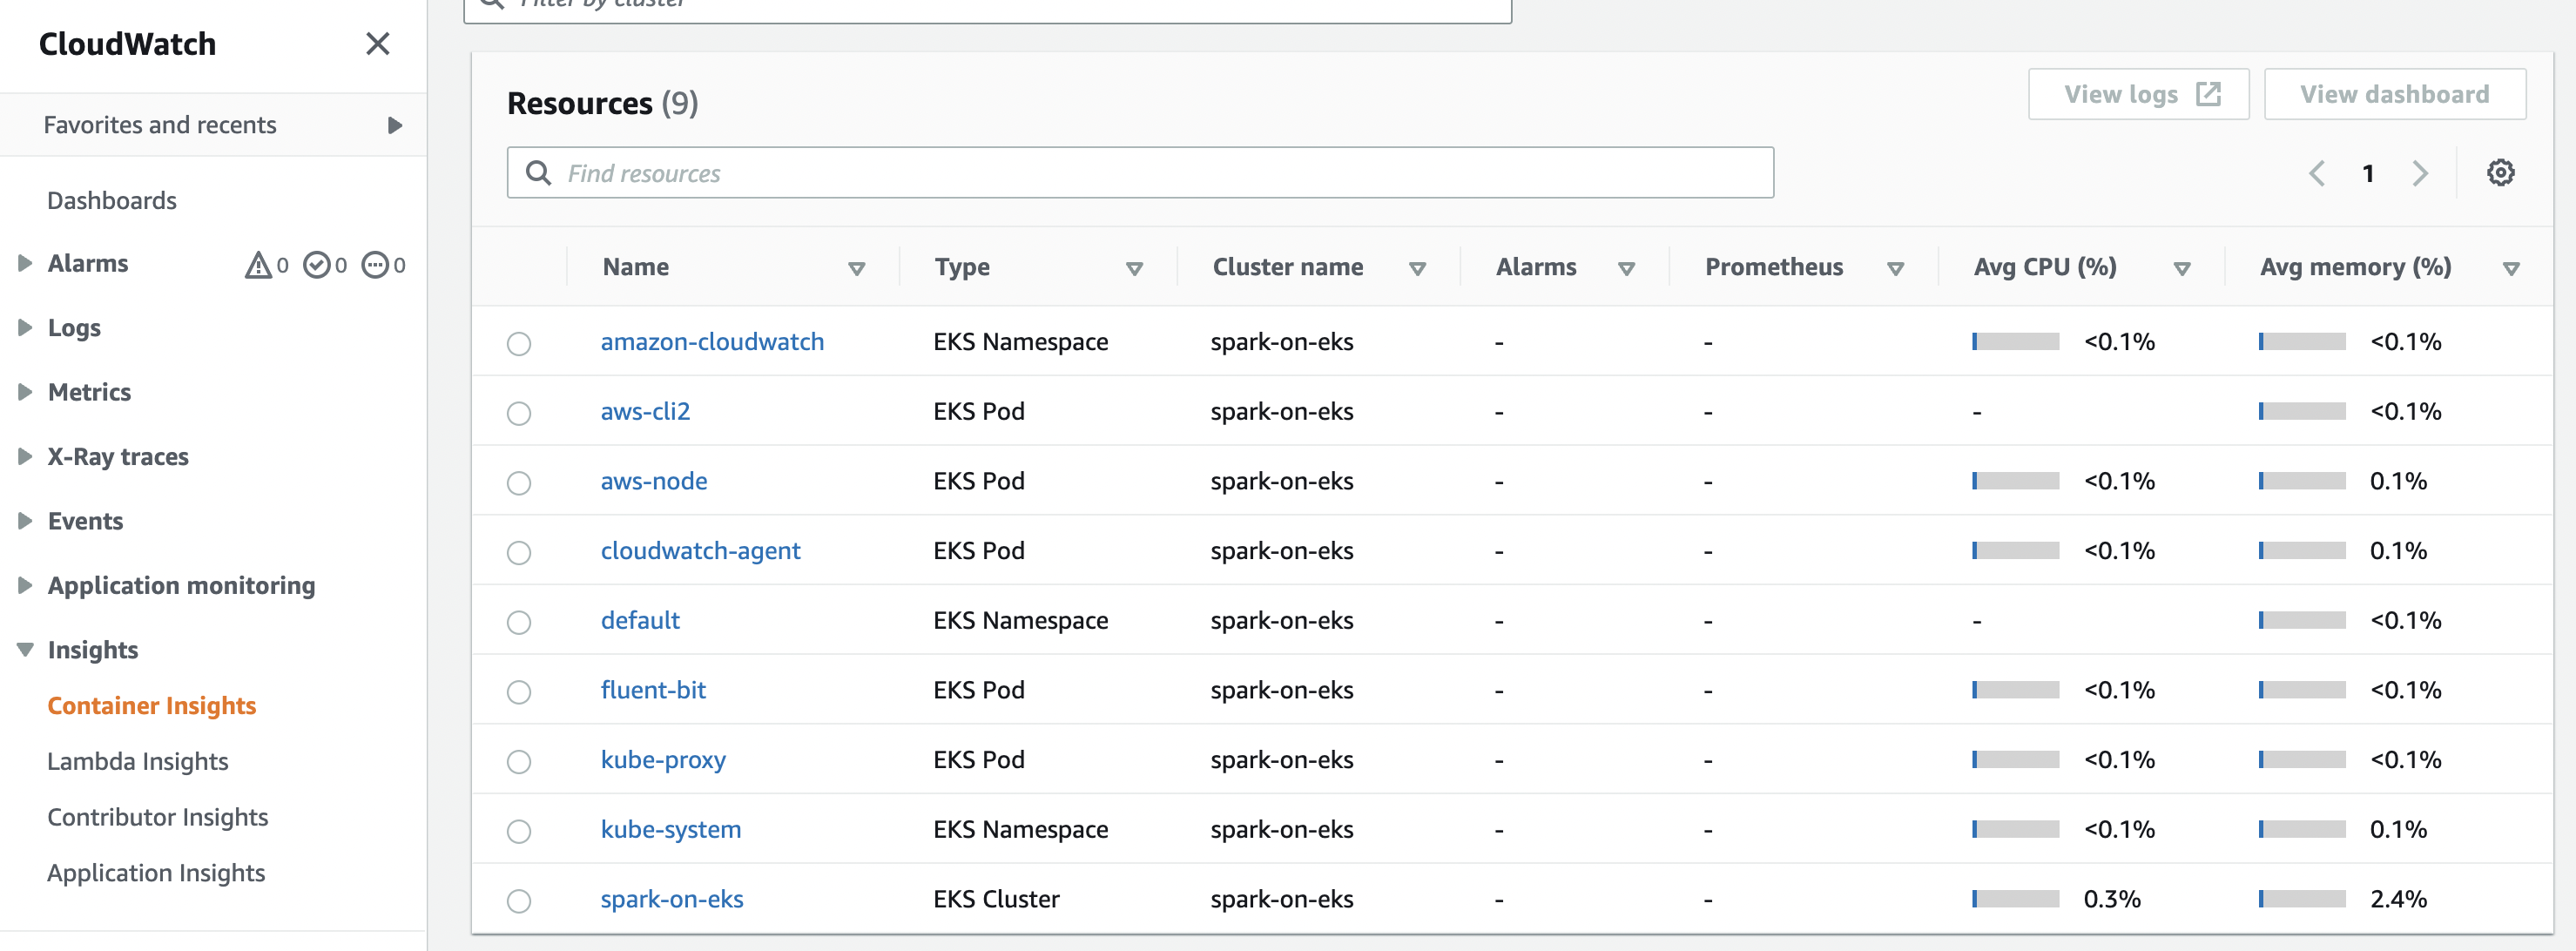 CloudWatch
Favorites and recents
Dashboards
Alarms 0 0 0
Logs
Metrics
X-Ray traces
Events
Application monitoring
Insights
Container Insights
Lambda Insights
Contributor Insights
Application Insights
Filter by cluster
Resources (9)
View logs
View dashboard
Find resources
1
Name Type Cluster name Alarms Prometheus Avg CPU (%) Avg memory (%)
amazon-cloudwatch EKS Namespace spark-on-eks - - <0.1% <0.1%
aws-cli2 EKS Pod spark-on-eks - - - <0.1%
aws-node EKS Pod spark-on-eks - - <0.1% 0.1%
cloudwatch-agent EKS Pod spark-on-eks - - <0.1% 0.1%
default EKS Namespace spark-on-eks - - - <0.1%
fluent-bit EKS Pod spark-on-eks - - <0.1% <0.1%
kube-proxy EKS Pod spark-on-eks - - <0.1% <0.1%
kube-system EKS Namespace spark-on-eks - - <0.1% 0.1%
spark-on-eks EKS Cluster spark-on-eks - - 0.3% 2.4%